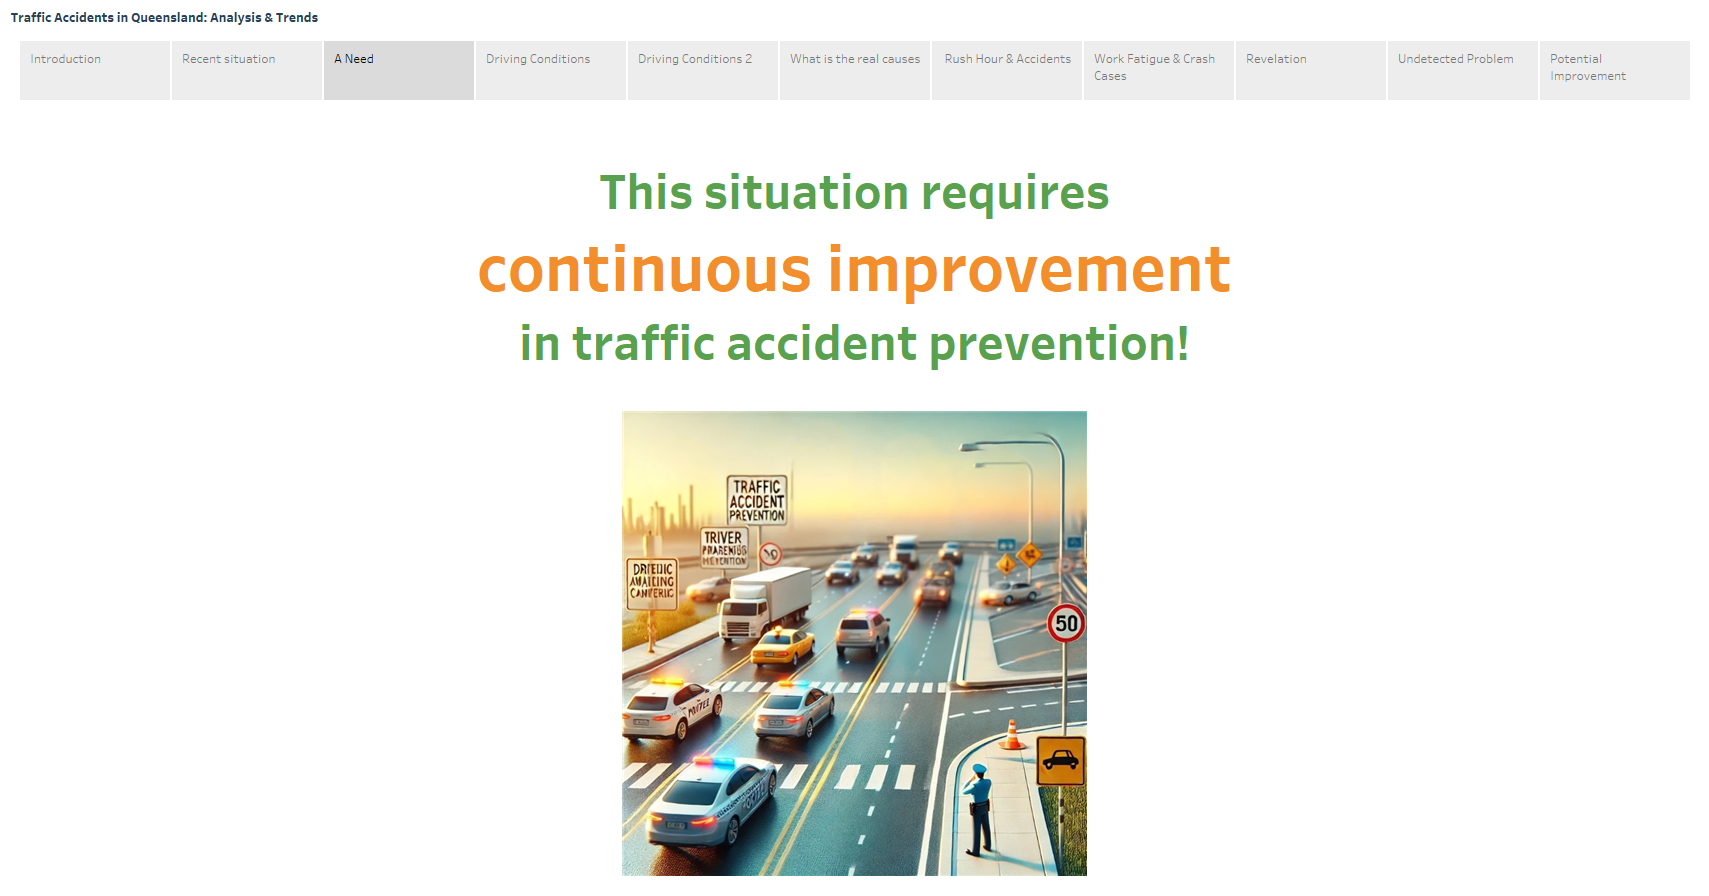 Traffic Accidents in Queensland: Analysis & Trends
Introduction
Recent situation
A Need
Driving Conditions
Driving Conditions 2
What is the real causes
Rush Hour & Accidents
Work Fatigue & Crash
Cases
Revelation
Undetected Problem
Potential
Improvement
This situation requires
continuous improvement
in traffic accident prevention!
TRAFFIC
ACCIDENT
PREVENTION
TRIVER
50